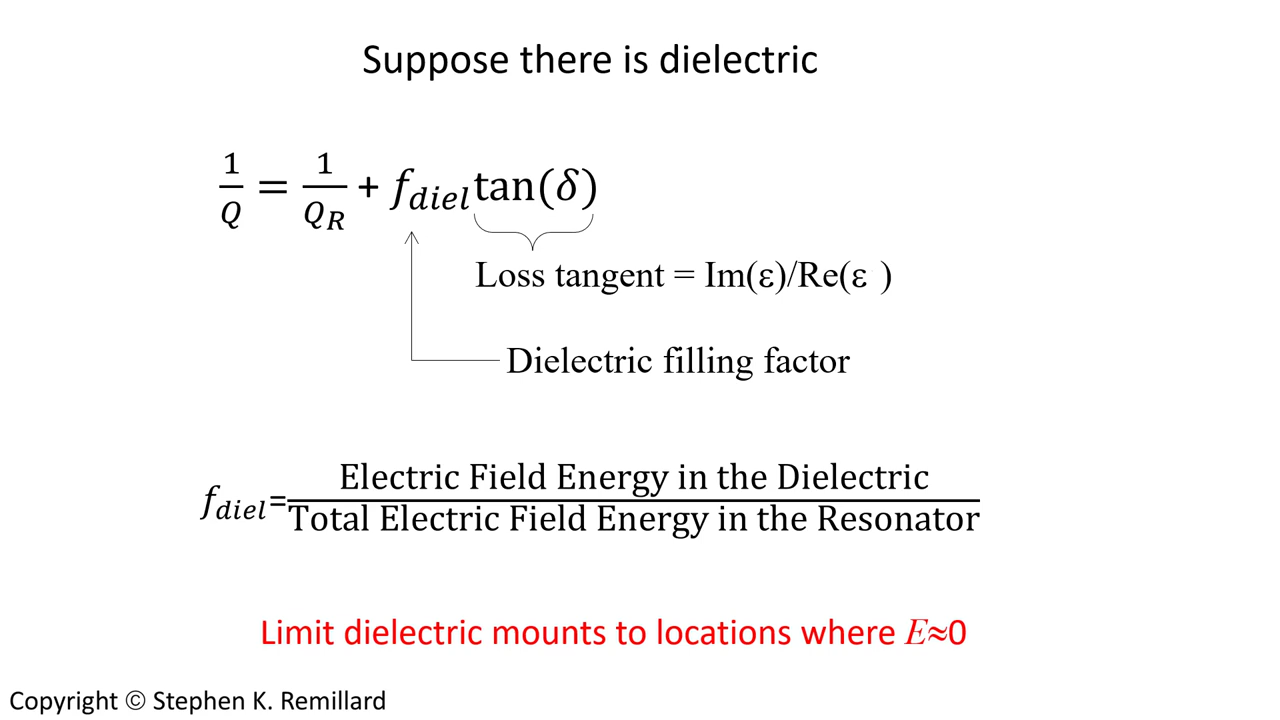 Suppose there is dielectric
1/Q = 1/Q_R + f_diel tan(δ)
Loss tangent = Im(ε)/Re(ε )
Dielectric filling factor
f_diel= Electric Field Energy in the Dielectric
Total Electric Field Energy in the Resonator
Limit dielectric mounts to locations where E≈0
Copyright © Stephen K. Remillard